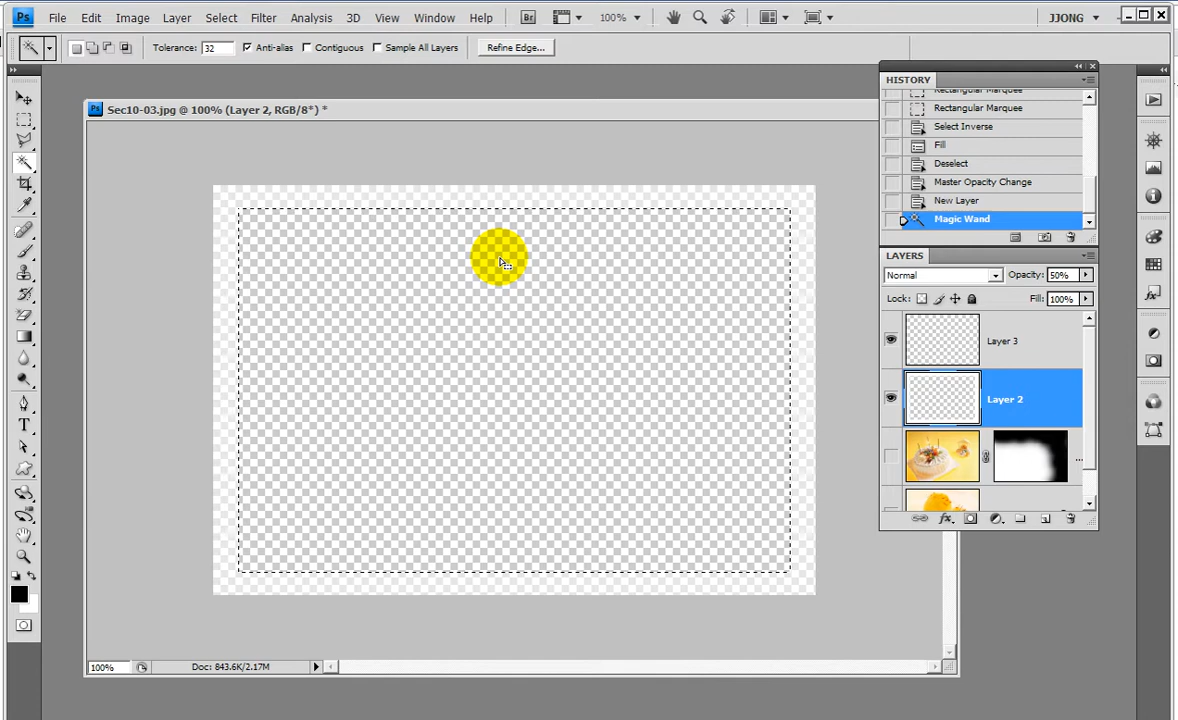 Ps File Edit Image Layer Select Filter Analysis 3D View Window Help Br 100% JJONG
Tolerance: 32 Anti-alias Contiguous Sample All Layers Refine Edge...
Ps Sec10-03.jpg @ 100% (Layer 2, RGB/8*) *
HISTORY
Rectangular Marquee
Rectangular Marquee
Select Inverse
Fill
Deselect
Master Opacity Change
New Layer
Magic Wand
LAYERS
Normal Opacity: 50%
Lock: Fill: 100%
Layer 3
Layer 2
...
fx
T
100% Doc: 843.6K/2.17M